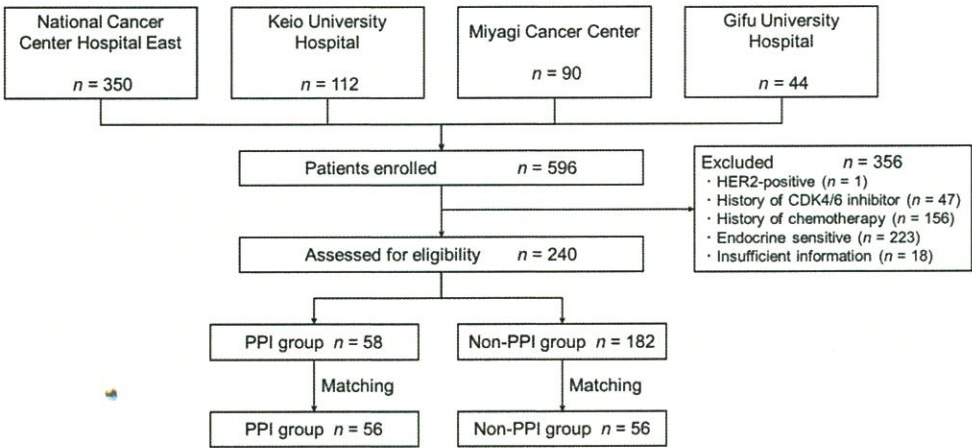 National Cancer
Center Hospital East
n = 350
Keio University
Hospital
n = 112
Miyagi Cancer Center
n = 90
Gifu University
Hospital
n = 44
Patients enrolled n = 596
Excluded n = 356
· HER2-positive (n = 1)
· History of CDK4/6 inhibitor (n = 47)
· History of chemotherapy (n = 156)
· Endocrine sensitive (n = 223)
· Insufficient information (n = 18)
Assessed for eligibility n = 240
PPI group n = 58
Non-PPI group n = 182
Matching
Matching
PPI group n = 56
Non-PPI group n = 56